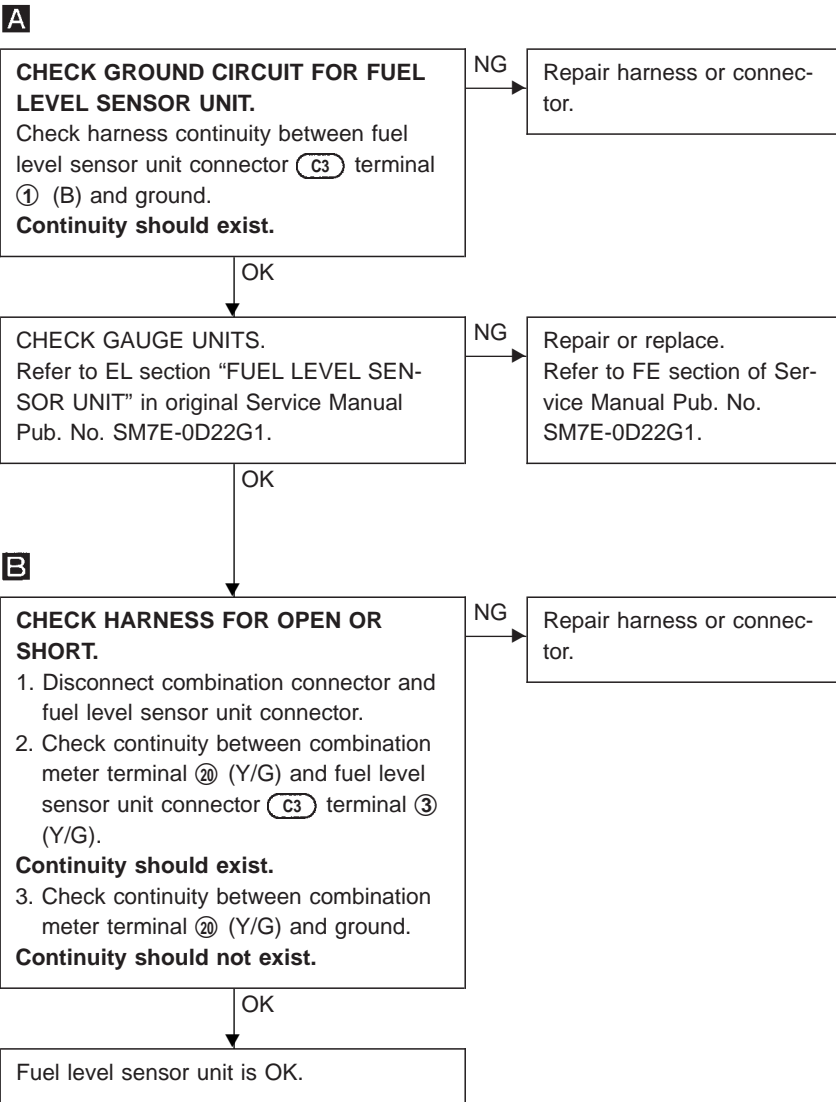 A
CHECK GROUND CIRCUIT FOR FUEL
LEVEL SENSOR UNIT.
Check harness continuity between fuel
level sensor unit connector C3 terminal
① (B) and ground.
Continuity should exist.
NG
Repair harness or connec-
tor.
OK
CHECK GAUGE UNITS.
Refer to EL section “FUEL LEVEL SEN-
SOR UNIT” in original Service Manual
Pub. No. SM7E-0D22G1.
NG
Repair or replace.
Refer to FE section of Ser-
vice Manual Pub. No.
SM7E-0D22G1.
OK
B
CHECK HARNESS FOR OPEN OR
SHORT.
1. Disconnect combination connector and
fuel level sensor unit connector.
2. Check continuity between combination
meter terminal ⑳ (Y/G) and fuel level
sensor unit connector C3 terminal ③
(Y/G).
Continuity should exist.
3. Check continuity between combination
meter terminal ⑳ (Y/G) and ground.
Continuity should not exist.
NG
Repair harness or connec-
tor.
OK
Fuel level sensor unit is OK.